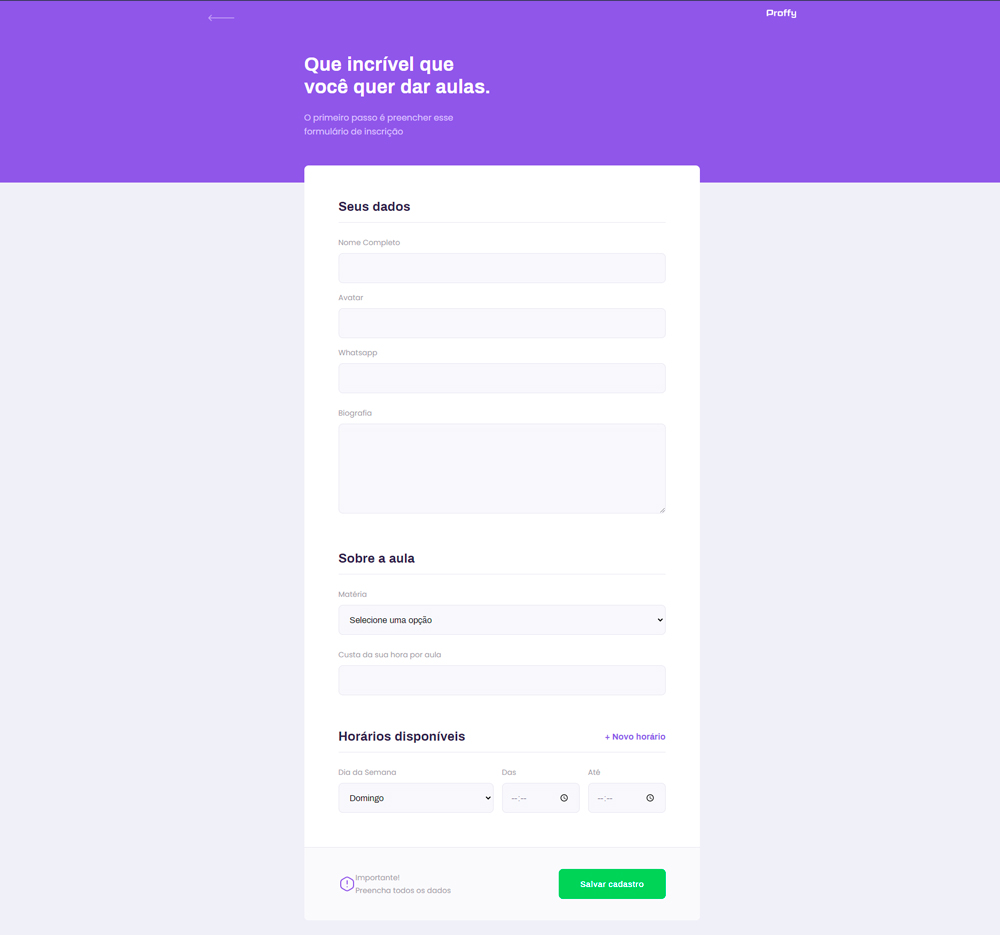 Proffy
Que incrível que
você quer dar aulas.
O primeiro passo é preencher esse
formulário de inscrição
Seus dados
Nome Completo
Avatar
Whatsapp
Biografia
Sobre a aula
Matéria
Selecione uma opção
Custa da sua hora por aula
Horários disponíveis
+ Novo horário
Dia da Semana
Das
Até
Domingo
--:--
--:--
Importante!
Preencha todos os dados
Salvar cadastro